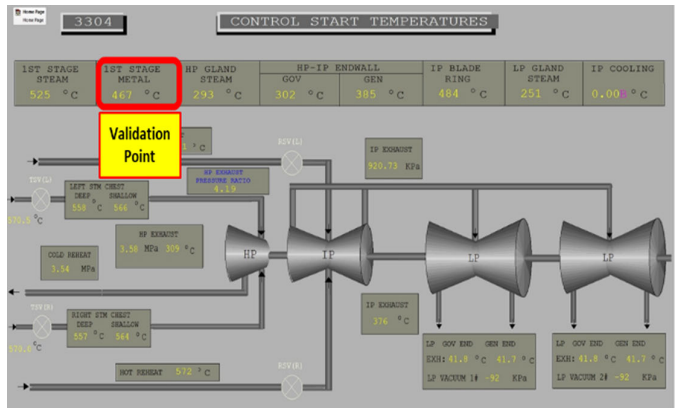 Home Page
Home Page
3304
CONTROL START TEMPERATURES
1ST STAGE STEAM
525 °C
1ST STAGE METAL
467 °C
HP GLAND STEAM
293 °C
HP-IP ENDWALL
GOV GEN
302 °C 385 °C
IP BLADE RING
484 °C
LP GLAND STEAM
251 °C
IP COOLING
0.00B °C
Validation
Point
1 °C
RSV(L)
IP EXHAUST
920.73 KPa
HP EXHAUST
PRESSURE RATIO
4.19
TSV(L)
LEFT STM CHEST
DEEP SHALLOW
558 °C 566 °C
°C
HP EXHAUST
3.58 MPa 309 °C
COLD REHEAT
3.54 MPa
HP
IP
LP
LP
TSV(R)
RIGHT STM CHEST
DEEP SHALLOW
557 °C 564 °C
°C
IP EXHAUST
376 °C
HOT REHEAT 572 °C
RSV(R)
LP GOV END GEN END
EXH: 41.8 °C 41.7 °C
LP VACUUM 1# -92 KPa
LP GOV END GEN END
EXH: 41.8 °C 41.7 °C
LP VACUUM 2# -92 KPa